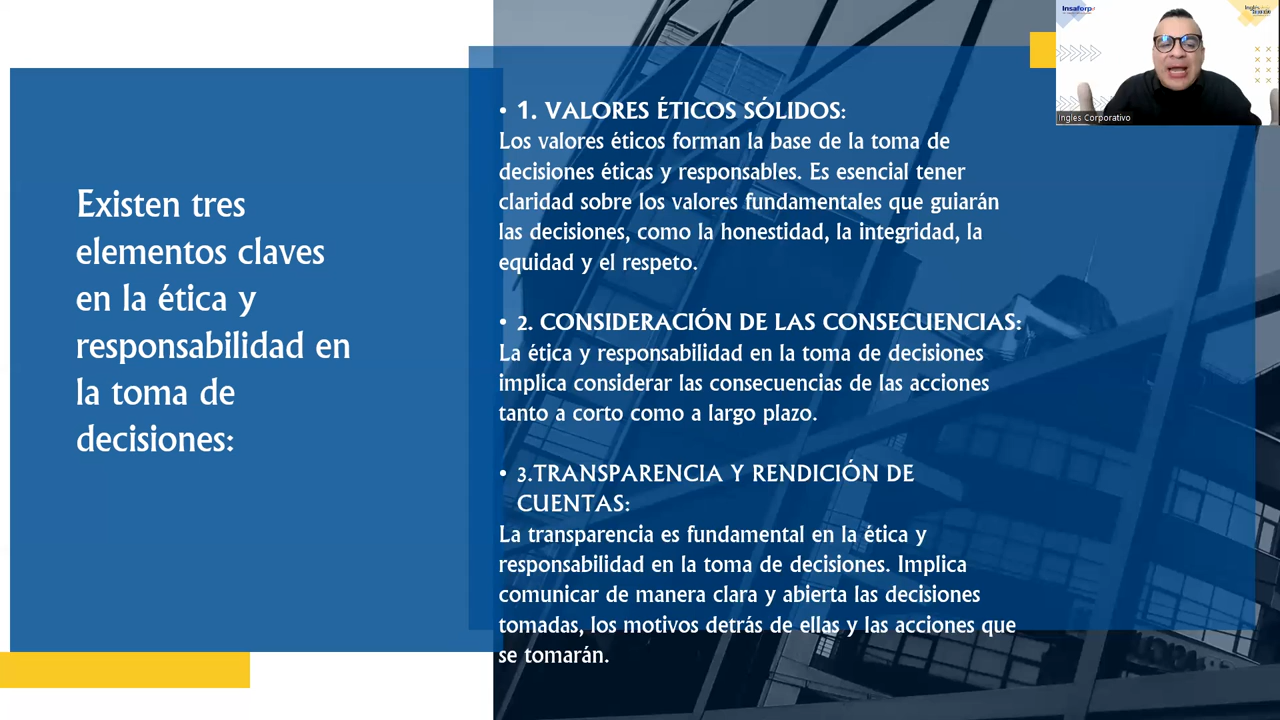 Existen tres
elementos claves
en la ética y
responsabilidad en
la toma de
decisiones:
• 1. VALORES ÉTICOS SÓLIDOS:
Los valores éticos forman la base de la toma de
decisiones éticas y responsables. Es esencial tener
claridad sobre los valores fundamentales que guiarán
las decisiones, como la honestidad, la integridad, la
equidad y el respeto.
• 2. CONSIDERACIÓN DE LAS CONSECUENCIAS:
La ética y responsabilidad en la toma de decisiones
implica considerar las consecuencias de las acciones
tanto a corto como a largo plazo.
• 3.TRANSPARENCIA Y RENDICIÓN DE
CUENTAS:
La transparencia es fundamental en la ética y
responsabilidad en la toma de decisiones. Implica
comunicar de manera clara y abierta las decisiones
tomadas, los motivos detrás de ellas y las acciones que
se tomarán.
Insaforp
Ingles Corporativo